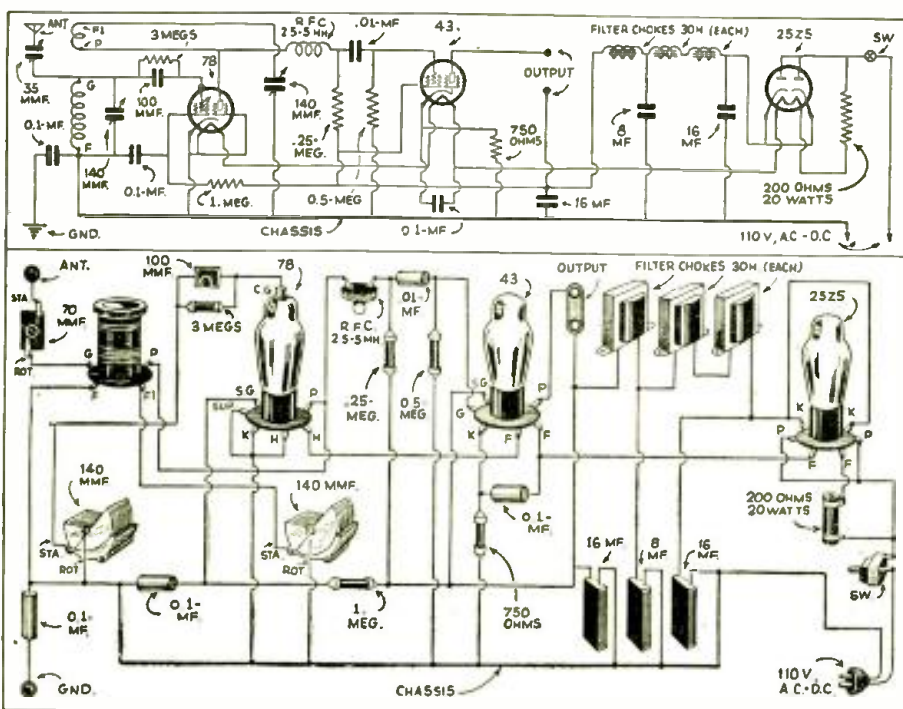 ANT.
F1
P
3 MEGS
R F C
2.5-5 MH
.01-MF
43
FILTER CHOKES 30H (EACH)
25Z5
SW
78
35
MMF.
G
100
MMF.
OUTPUT
140
MMF.
0.1-MF.
F
140
MMF.
0.1-MF.
.25-
MEG.
750
OHMS
8
MF
16
MF
1. MEG.
0.5-MEG
0.1-
MF.
16 MF
200 OHMS
20 WATTS
GND.
CHASSIS
110 V, A.C.-D.C
ANT.
100
MMF
78
43
OUTPUT
FILTER CHOKES 30H (EACH)
25Z5
STA
70
MMF.
ROT.
C G
3 MEGS
R F C
2.5-5 MH
.01-
MF
G
P
F
F1
SG
SUP
K
H
H
P
.25-
MEG.
0.5
MEG
SG
G
K
F
F
P
K
K
P
P
F
F
140
MMF
STA.
ROT
140 MMF.
STA.
ROT
0.1-
MF
200 OHMS
20 WATTS
0.1-
MF.
0.1-
MF.
1.
MEG.
750
OHMS
16 MF
8
MF
16
MF
SW
GND.
CHASSIS
110V,
A C.-D.C